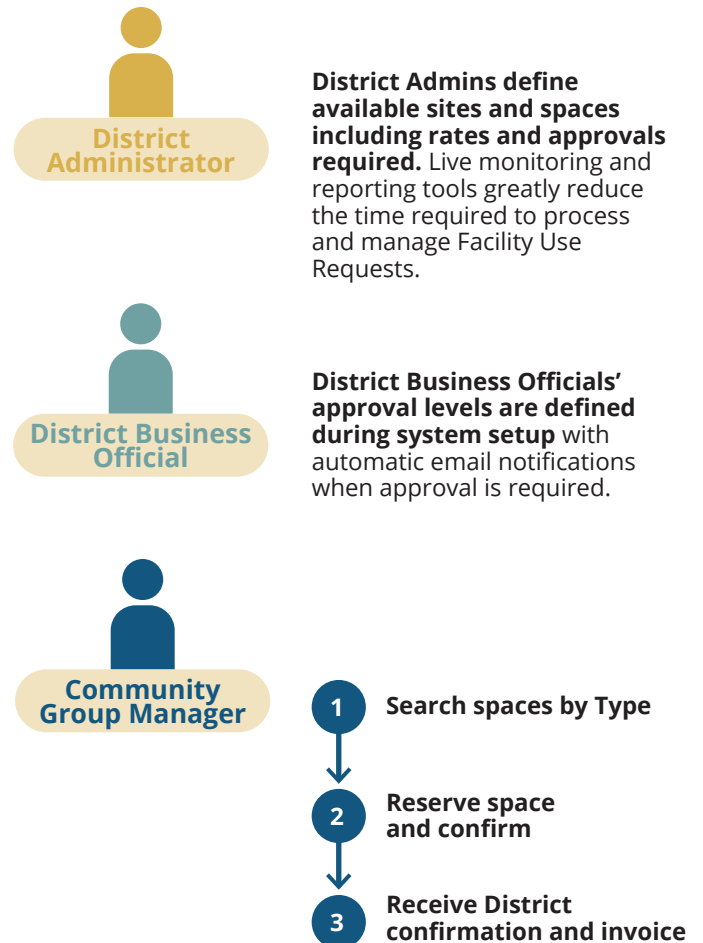 District
Administrator
District Admins define
available sites and spaces
including rates and approvals
required. Live monitoring and
reporting tools greatly reduce
the time required to process
and manage Facility Use
Requests.
District Business
Official
District Business Officials’
approval levels are defined
during system setup with
automatic email notifications
when approval is required.
Community
Group Manager
1 Search spaces by Type
2 Reserve space
and confirm
3 Receive District
confirmation and invoice